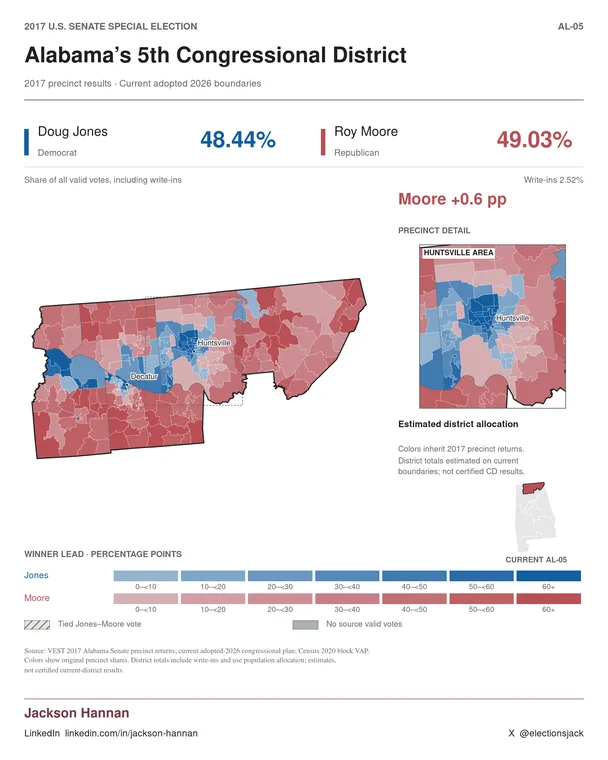 2017 U.S. SENATE SPECIAL ELECTION
AL-05
Alabama’s 5th Congressional District
2017 precinct results · Current adopted 2026 boundaries
Doug Jones
Democrat
48.44%
Roy Moore
Republican
49.03%
Share of all valid votes, including write-ins
Write-ins 2.52%
Moore +0.6 pp
PRECINCT DETAIL
HUNTSVILLE AREA
Huntsville
Huntsville
Decatur
Estimated district allocation
Colors inherit 2017 precinct returns.
District totals estimated on current
boundaries; not certified CD results.
CURRENT AL-05
WINNER LEAD · PERCENTAGE POINTS
Jones
0–<10 10–<20 20–<30 30–<40 40–<50 50–<60 60+
Moore
0–<10 10–<20 20–<30 30–<40 40–<50 50–<60 60+
Tied Jones–Moore vote
No source valid votes
Source: VEST 2017 Alabama Senate precinct returns; current adopted-2026 congressional plan; Census 2020 block VAP.
Colors show original precinct shares. District totals include write-ins and use population allocation; estimates,
not certified current-district results.
Jackson Hannan
LinkedIn linkedin.com/in/jackson-hannan
X @electionsjack